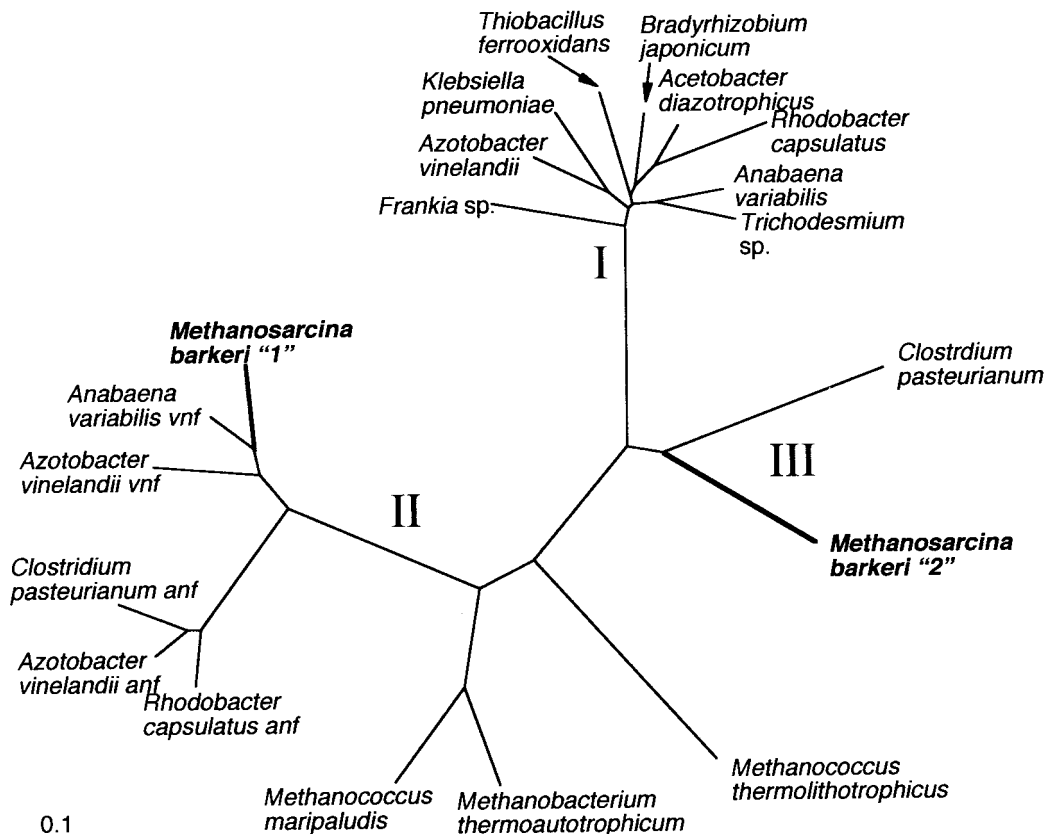 Thiobacillus
ferrooxidans
Bradyrhizobium
japonicum
Klebsiella
pneumoniae
Acetobacter
diazotrophicus
Rhodobacter
capsulatus
Azotobacter
vinelandii
Anabaena
variabilis
Frankia sp.
Trichodesmium
sp.
I
Methanosarcina
barkeri “1”
Clostrdium
pasteurianum
Anabaena
variabilis vnf
Azotobacter
vinelandii vnf
III
II
Methanosarcina
barkeri “2”
Clostridium
pasteurianum anf
Azotobacter
vinelandii anf
Rhodobacter
capsulatus anf
Methanococcus
thermolithotrophicus
Methanococcus
maripaludis
Methanobacterium
thermoautotrophicum
0.1